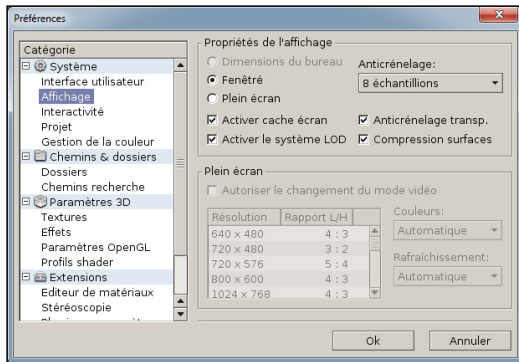 Préférences
Catégorie
Système
Interface utilisateur
Affichage
Interactivité
Projet
Gestion de la couleur
Chemins & dossiers
Dossiers
Chemins recherche
Paramètres 3D
Textures
Effets
Paramètres OpenGL
Profils shader
Extensions
Editeur de matériaux
Stéréoscopie
Propriétés de l'affichage
Dimensions du bureau
Fenêtré
Plein écran
Anticrénelage:
8 échantillons
Activer cache écran
Anticrénelage transp.
Activer le système LOD
Compression surfaces
Plein écran
Autoriser le changement du mode vidéo
Résolution Rapport L/H
640 x 480 4 : 3
720 x 480 3 : 2
720 x 576 5 : 4
800 x 600 4 : 3
1024 x 768 4 : 3
Couleurs:
Automatique
Rafraîchissement:
Automatique
Ok
Annuler